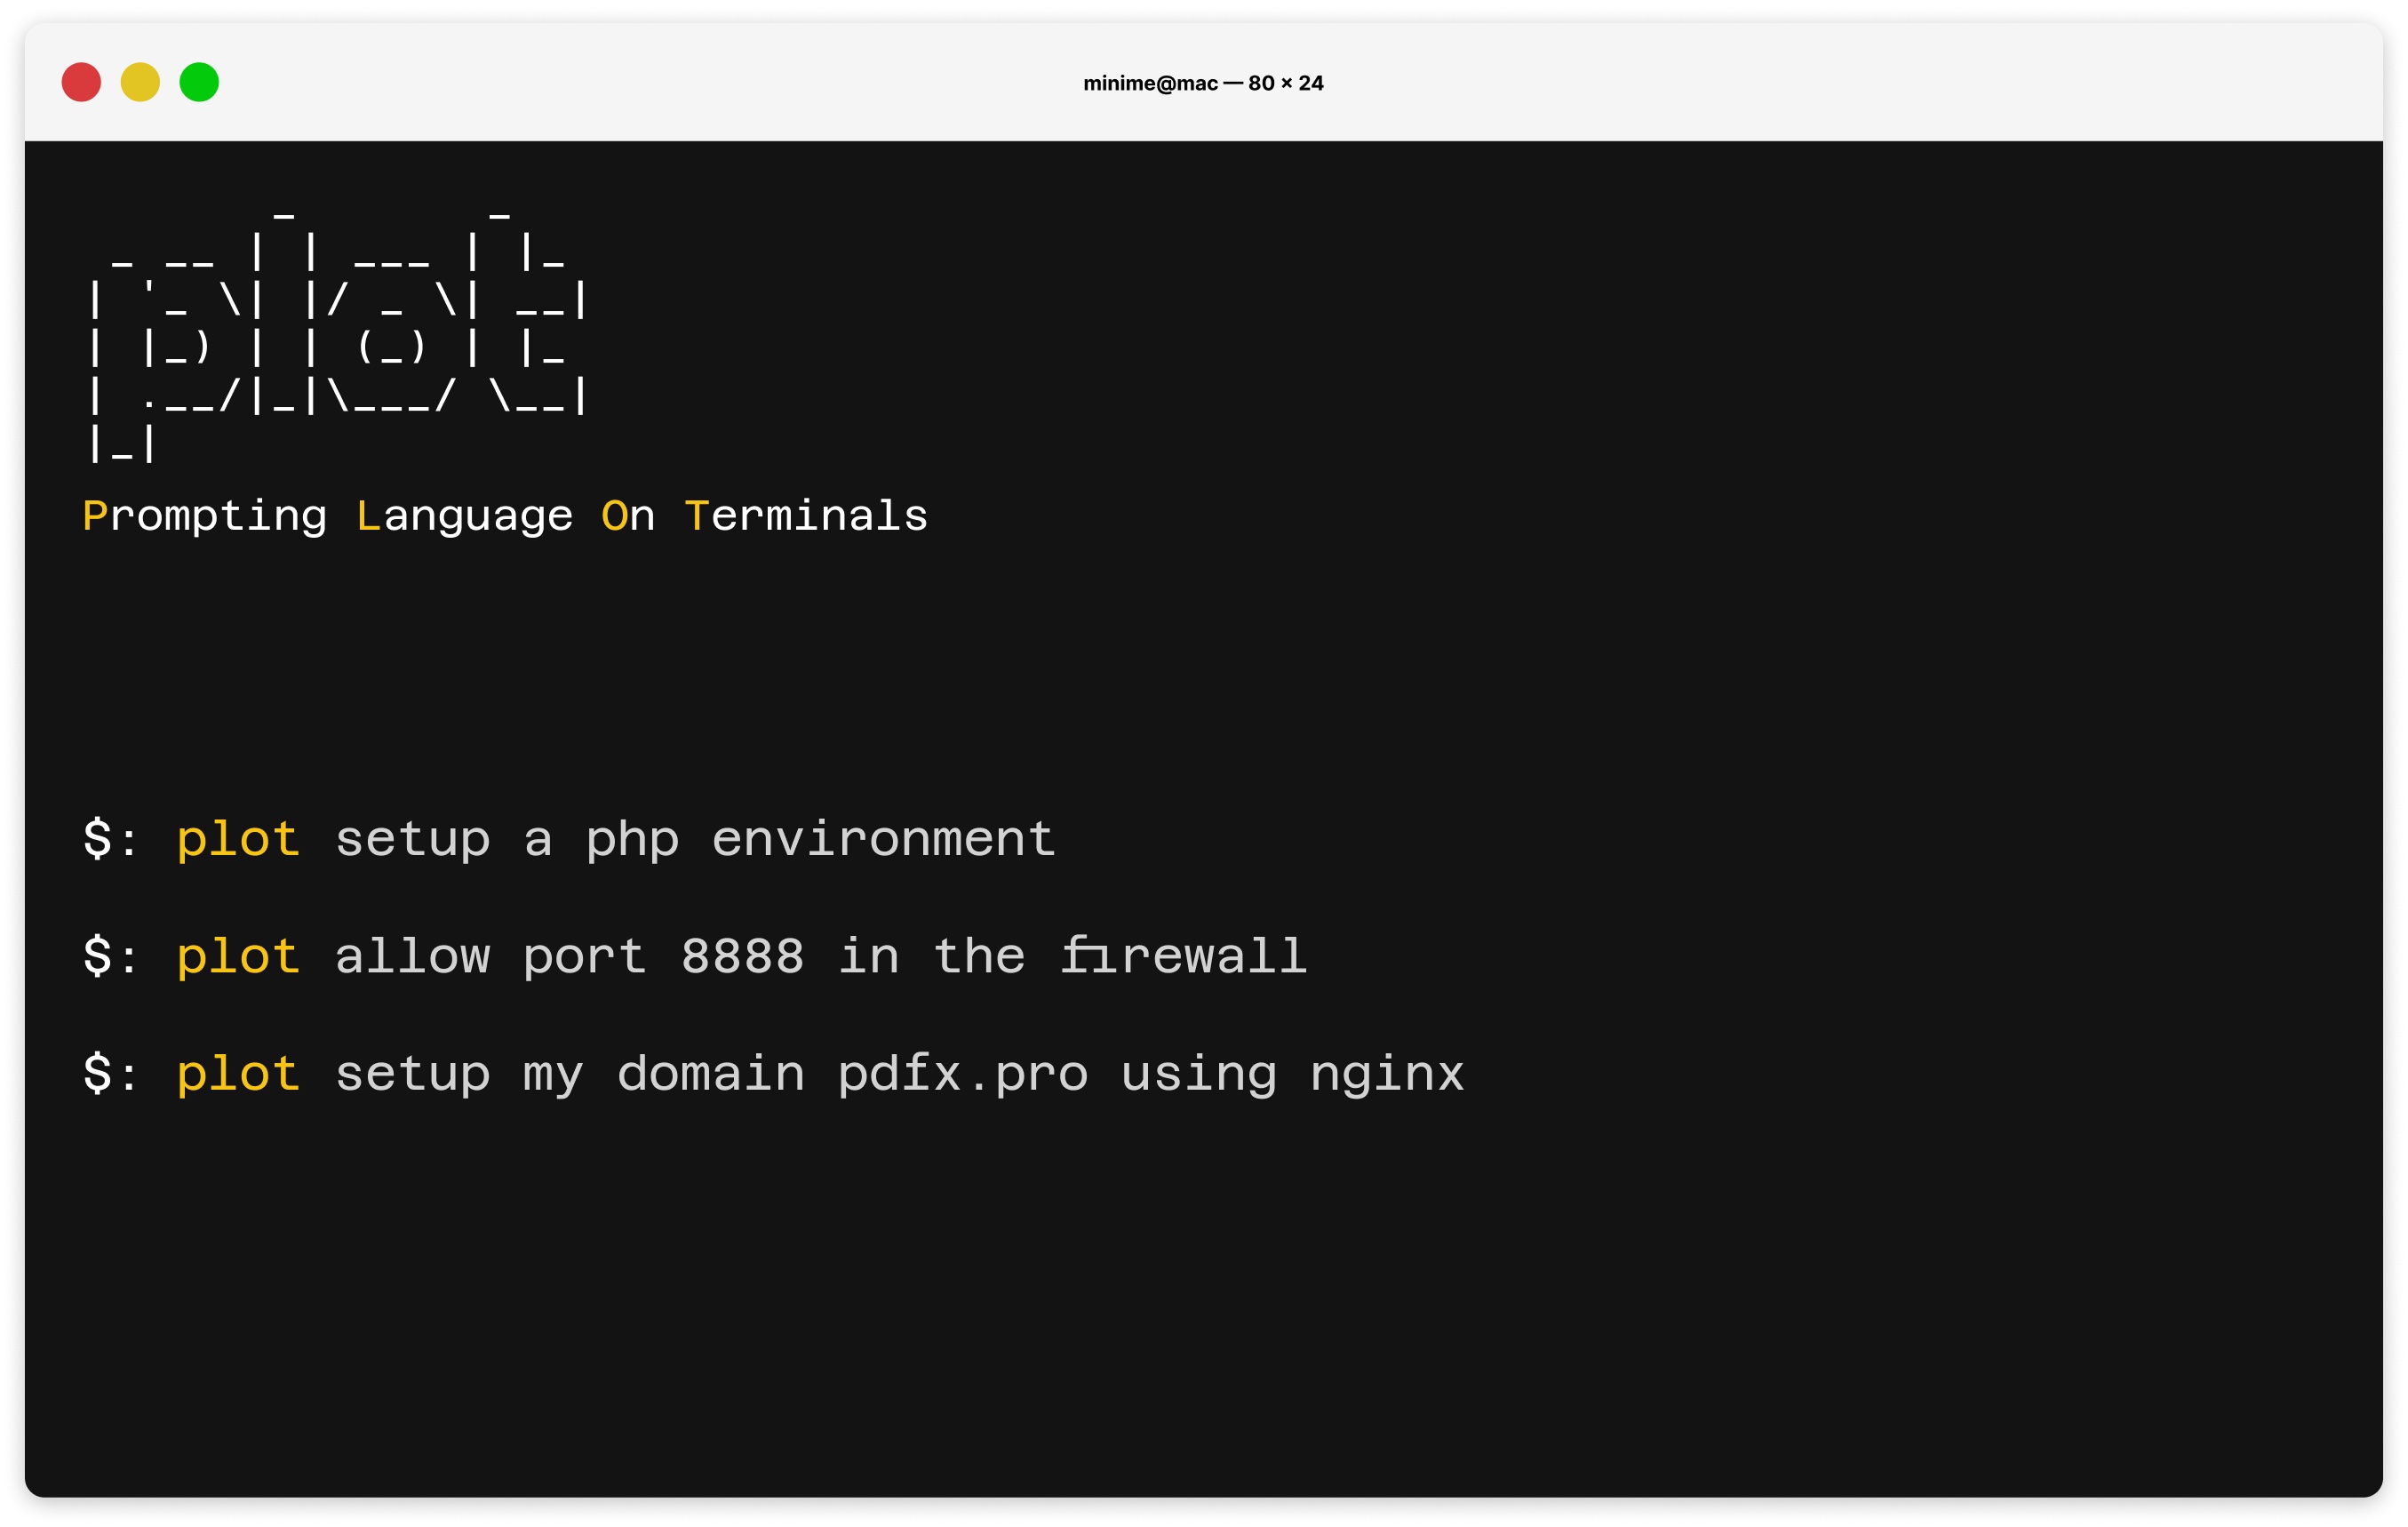 minime@mac — 80 × 24
       _       _
 _ __ | | ___ | |_
| '_ \| |/ _ \| __|
| |_) | | (_) | |_
| .__/|_|\___/ \__|
|_|
Prompting Language On Terminals
$: plot setup a php environment
$: plot allow port 8888 in the firewall
$: plot setup my domain pdfx.pro using nginx